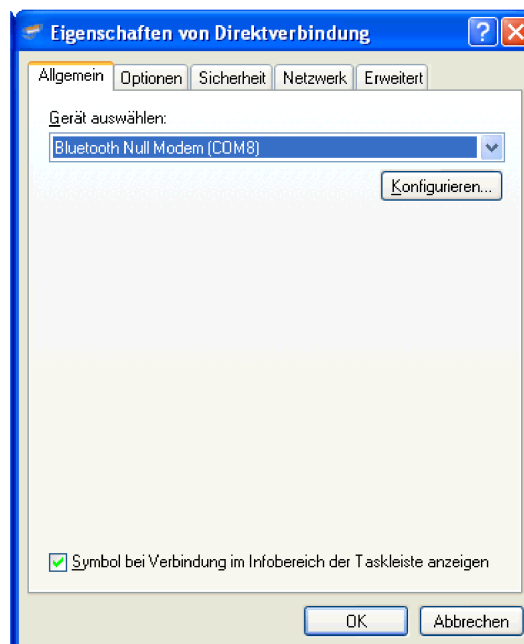 Eigenschaften von Direktverbindung
Allgemein Optionen Sicherheit Netzwerk Erweitert
Gerät auswählen:
Bluetooth Null Modem (COM8)
Konfigurieren...
Symbol bei Verbindung im Infobereich der Taskleiste anzeigen
OK Abbrechen